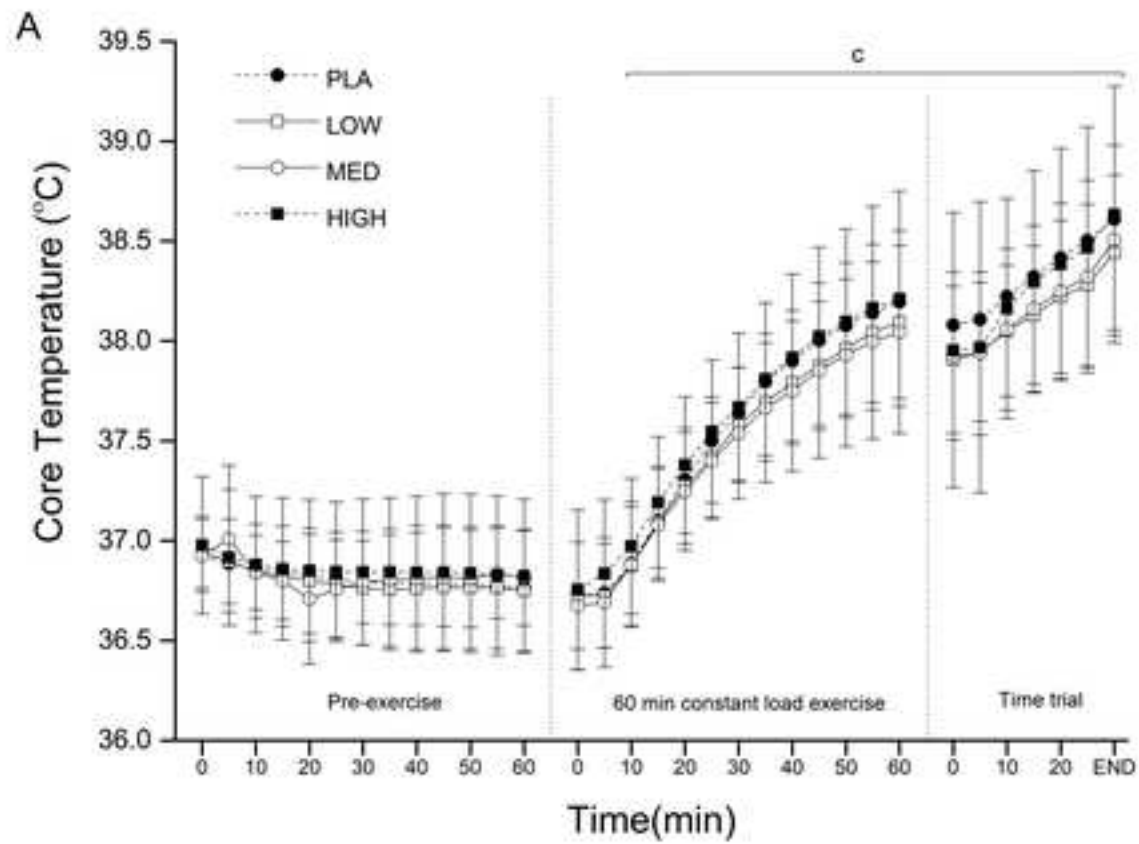 A
39.5
39.0
38.5
38.0
37.5
37.0
36.5
36.0
Core Temperature (°C)
PLA
LOW
MED
HIGH
c
Pre-exercise
60 min constant load exercise
Time trial
0 10 20 30 40 50 60 0 10 20 30 40 50 60 0 10 20 END
Time(min)